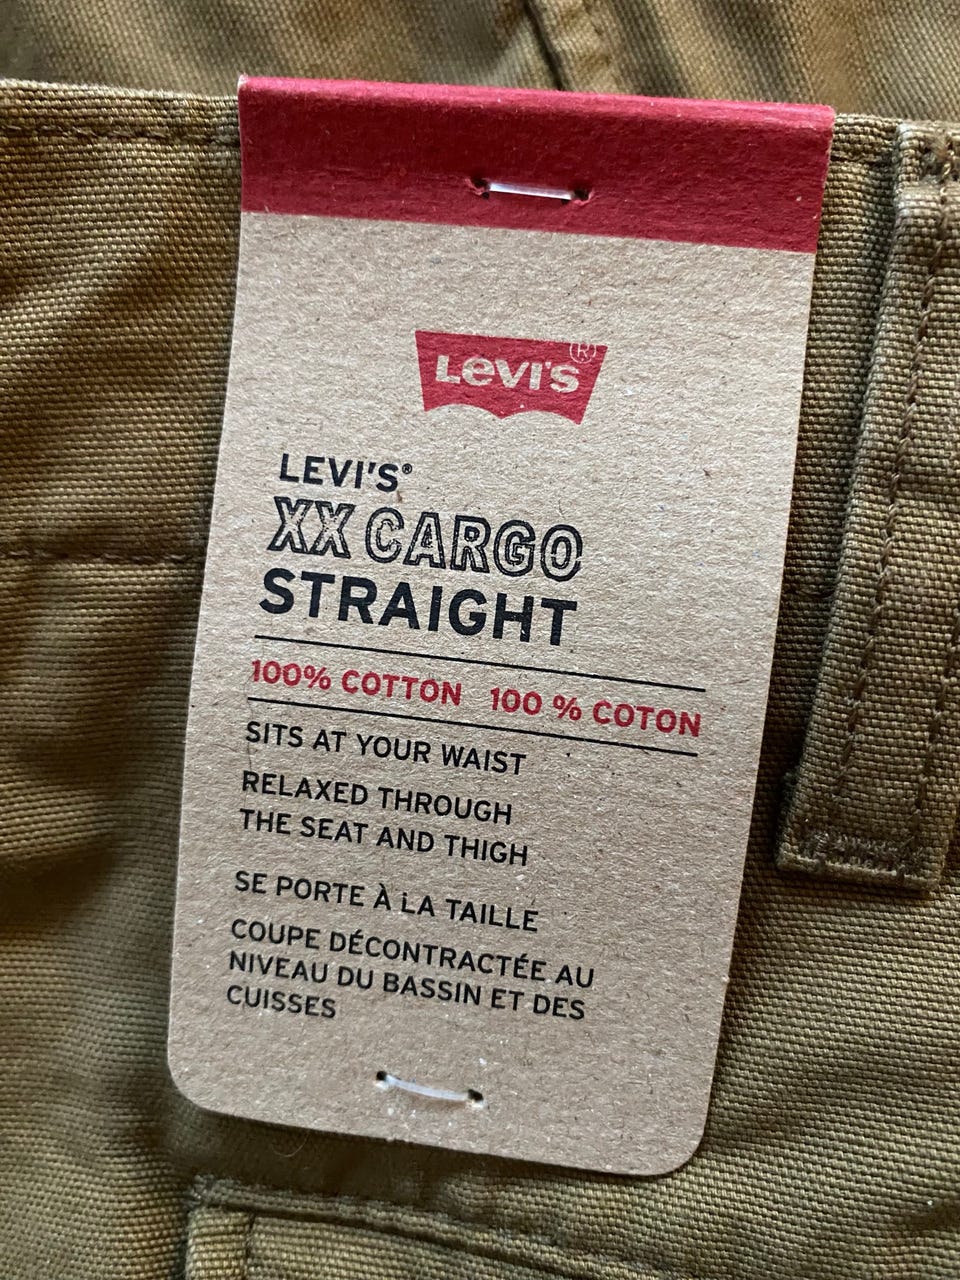 Levi's®
LEVI'S®
XX CARGO
STRAIGHT
100% COTTON 100 % COTON
SITS AT YOUR WAIST
RELAXED THROUGH
THE SEAT AND THIGH
SE PORTE À LA TAILLE
COUPE DÉCONTRACTÉE AU
NIVEAU DU BASSIN ET DES
CUISSES